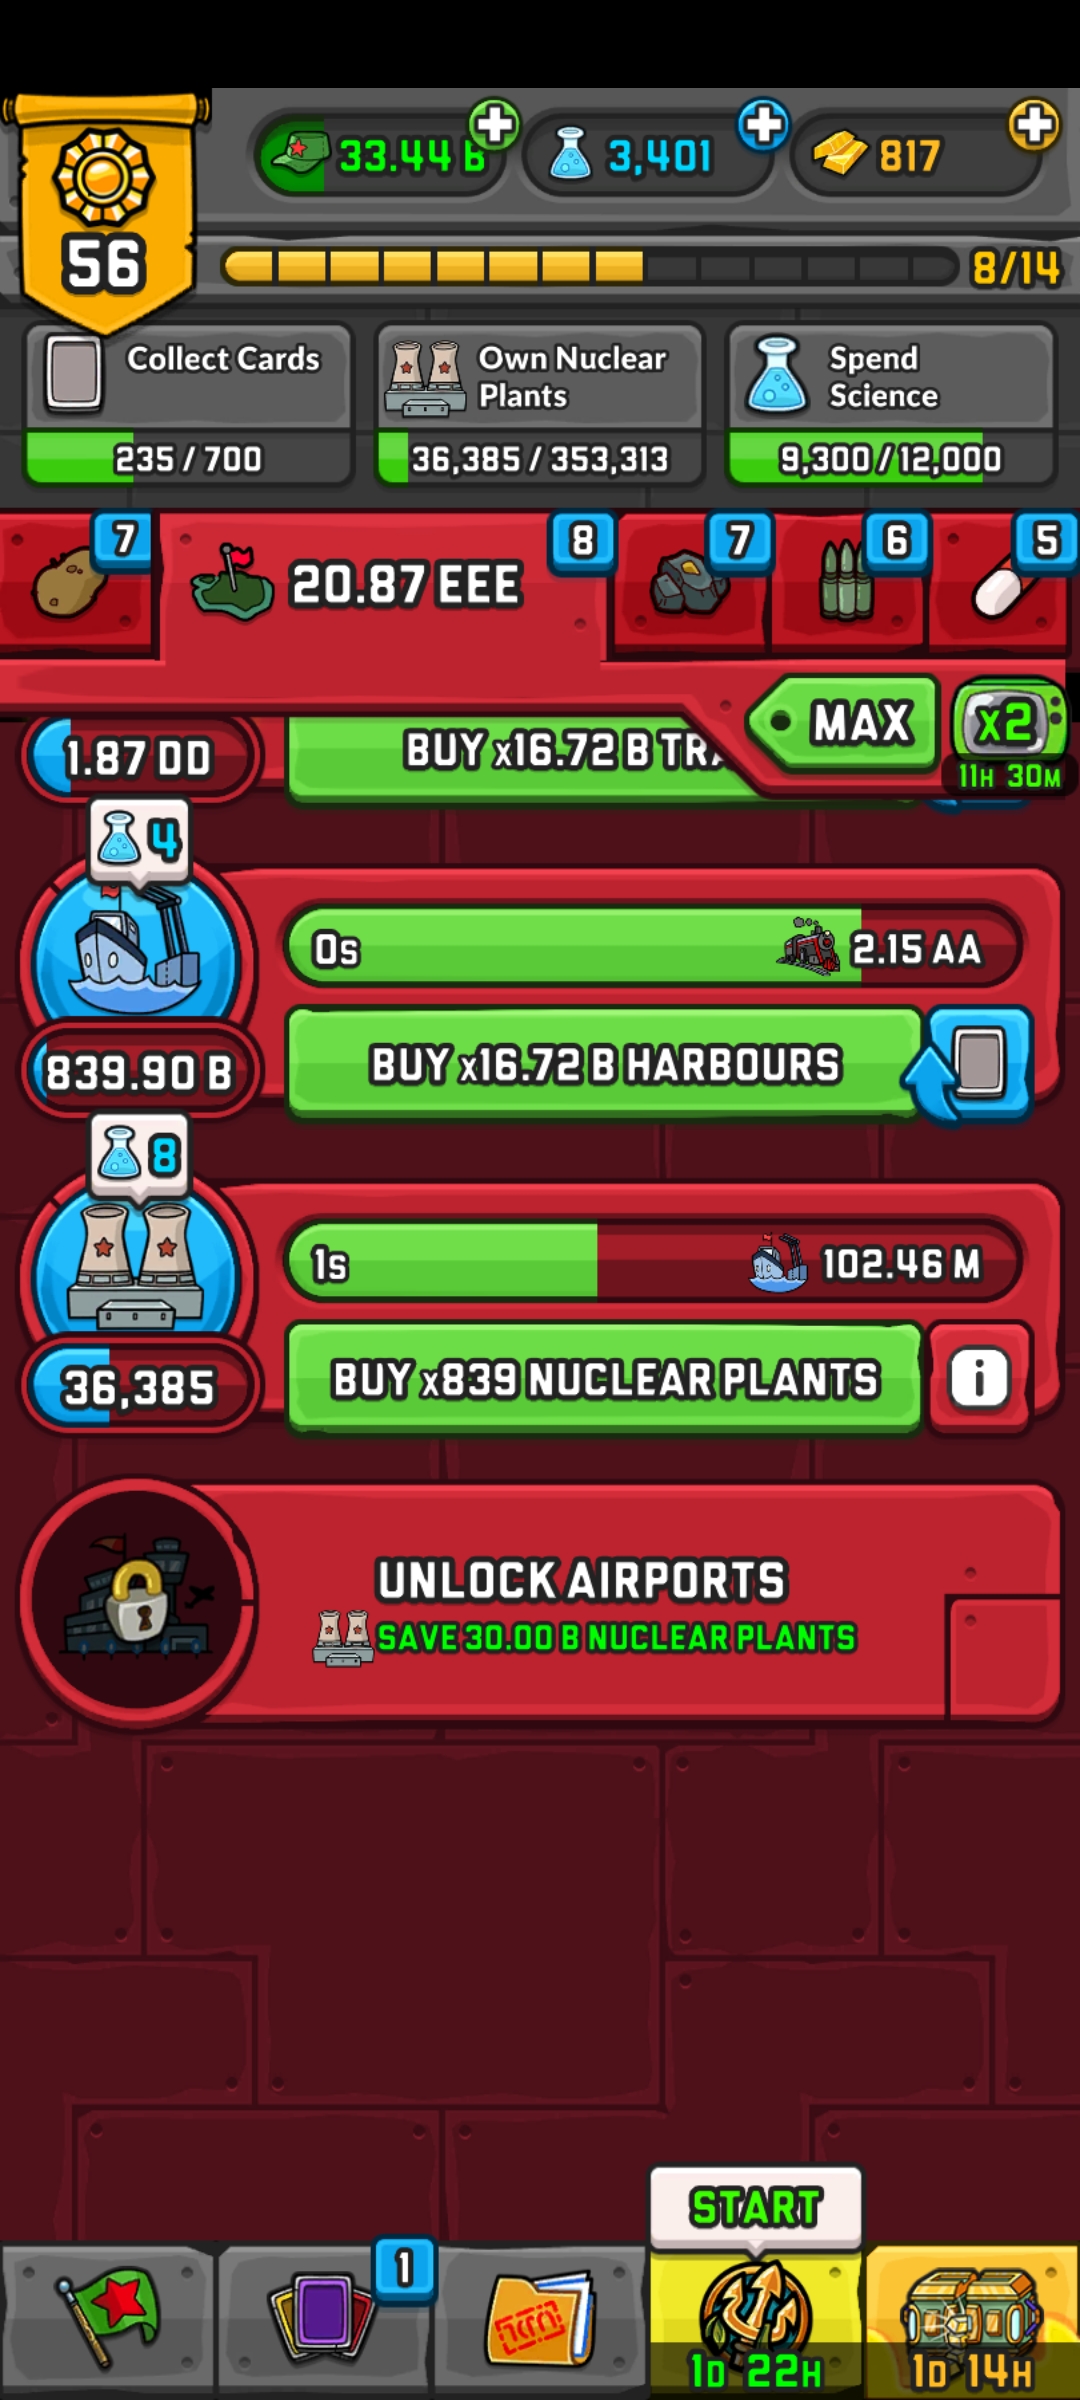 33.44 B
3,401
817
56
8/14
Collect Cards
235 / 700
Own Nuclear
Plants
36,385 / 353,313
Spend
Science
9,300 / 12,000
7
20.87 EEE
8
7
6
5
MAX
x2
11H 30M
1.87 DD
BUY x16.72 B TRA
4
0s
2.15 AA
839.90 B
BUY x16.72 B HARBOURS
8
1s
102.46 M
36,385
BUY x839 NUCLEAR PLANTS
i
UNLOCK AIRPORTS
SAVE 30.00 B NUCLEAR PLANTS
START
1
1D 22H
1D 14H